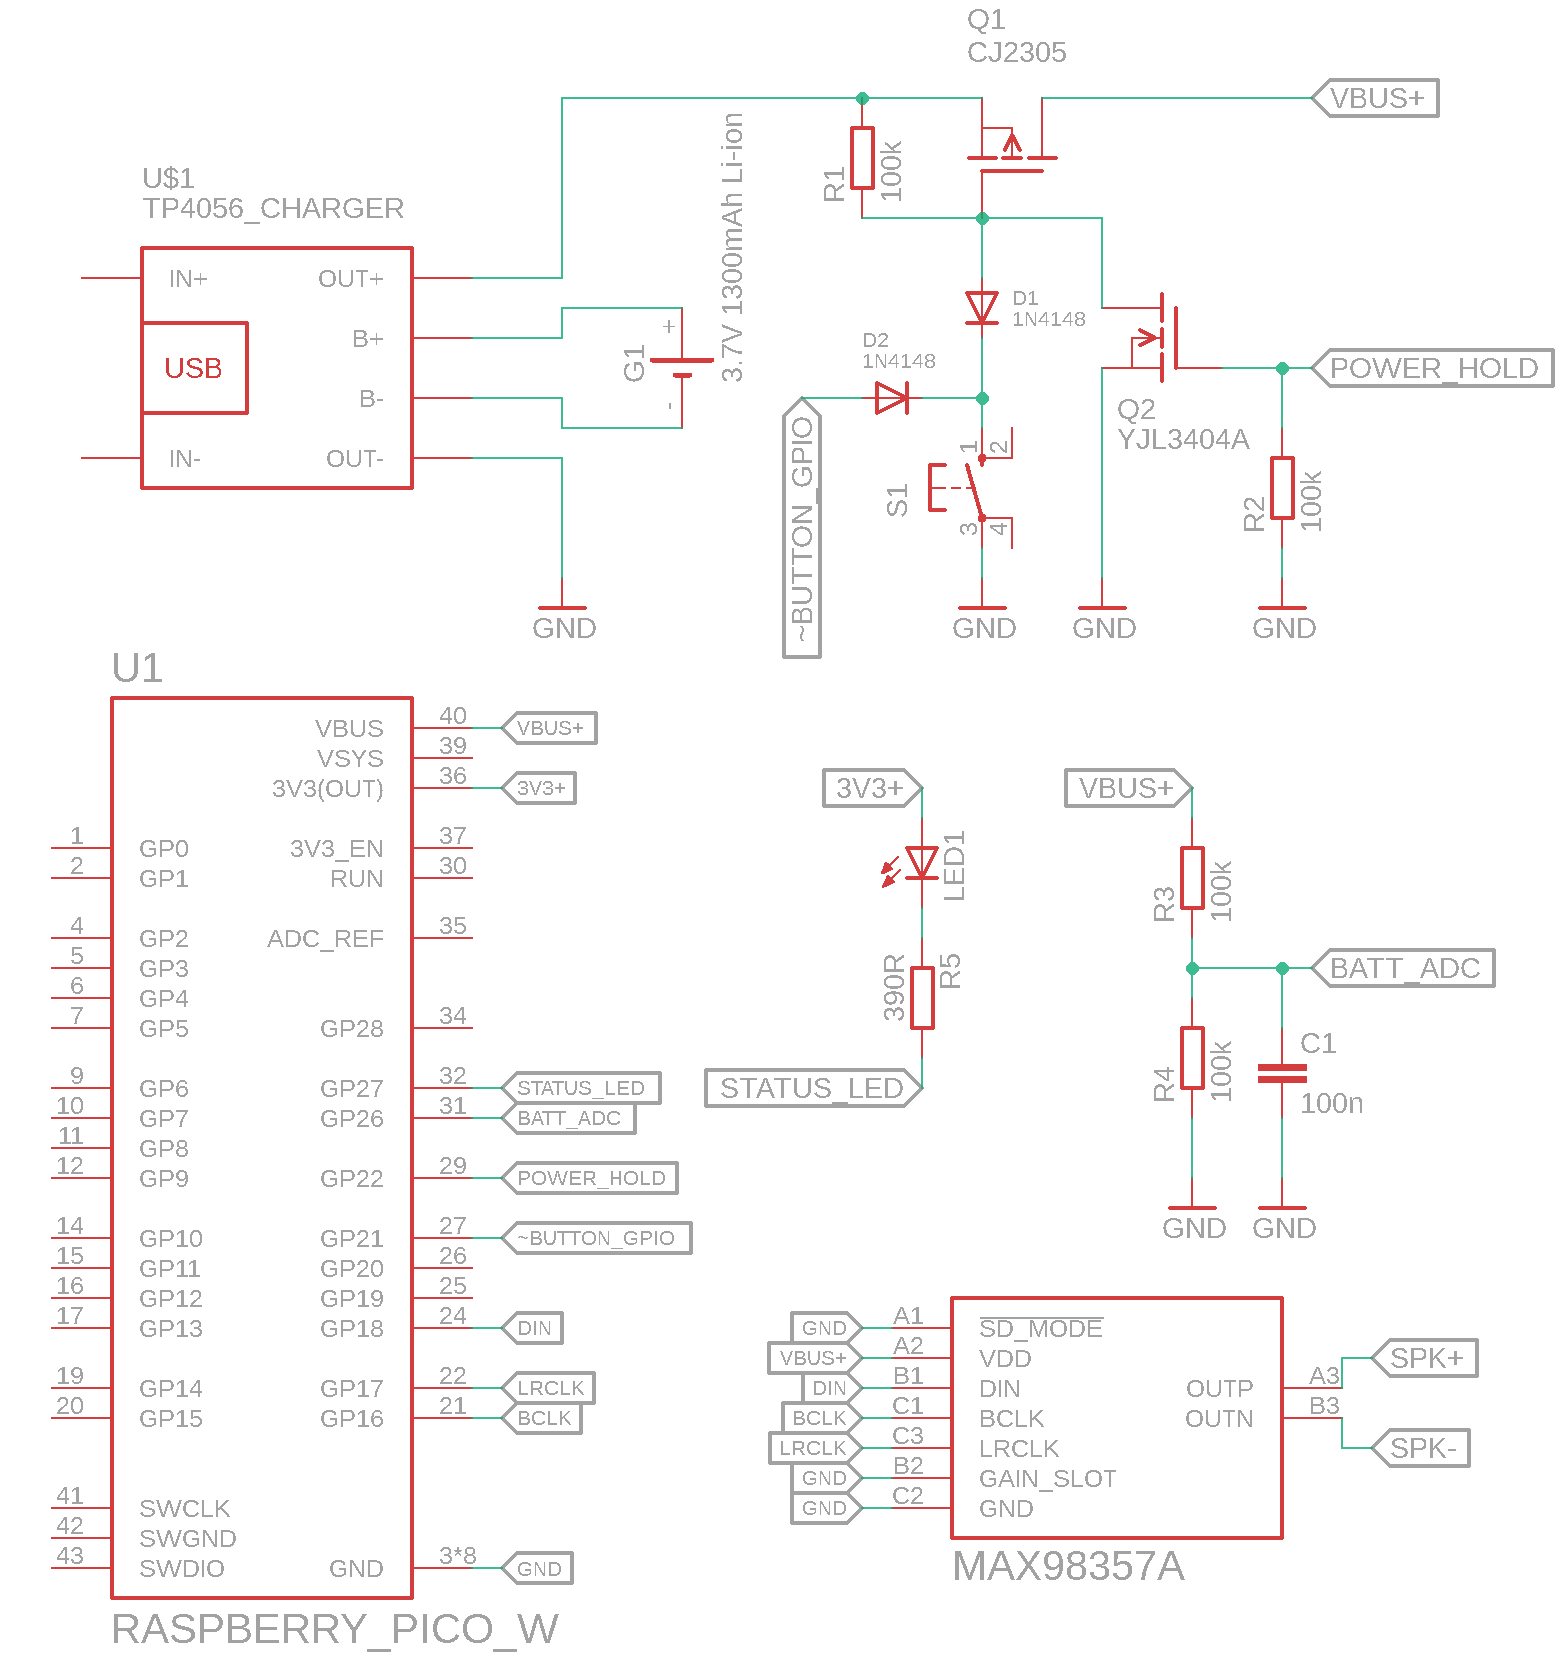 Q1
CJ2305
VBUS+
R1
100k
3.7V 1300mAh Li-ion
U$1
TP4056_CHARGER
IN+
OUT+
USB
B+
B-
IN-
OUT-
+
G1
-
D1
1N4148
D2
1N4148
~BUTTON_GPIO
POWER_HOLD
Q2
YJL3404A
S1
1
2
3
4
R2
100k
GND
GND
GND
GND
U1
VBUS
40
VBUS+
VSYS
39
3V3(OUT)
36
3V3+
1
GP0
3V3_EN
37
2
GP1
RUN
30
4
GP2
ADC_REF
35
5
GP3
6
GP4
7
GP5
GP28
34
9
GP6
GP27
32
STATUS_LED
10
GP7
GP26
31
BATT_ADC
11
GP8
12
GP9
GP22
29
POWER_HOLD
14
GP10
GP21
27
~BUTTON_GPIO
15
GP11
GP20
26
16
GP12
GP19
25
17
GP13
GP18
24
DIN
19
GP14
GP17
22
LRCLK
20
GP15
GP16
21
BCLK
41
SWCLK
42
SWGND
43
SWDIO
GND
3*8
GND
RASPBERRY_PICO_W
3V3+
LED1
390R
R5
STATUS_LED
VBUS+
R3
100k
BATT_ADC
R4
100k
C1
100n
GND
GND
GND
A1
SD_MODE
VBUS+
A2
VDD
DIN
B1
DIN
BCLK
C1
BCLK
LRCLK
C3
LRCLK
GND
B2
GAIN_SLOT
GND
C2
GND
OUTP
A3
SPK+
OUTN
B3
SPK-
MAX98357A